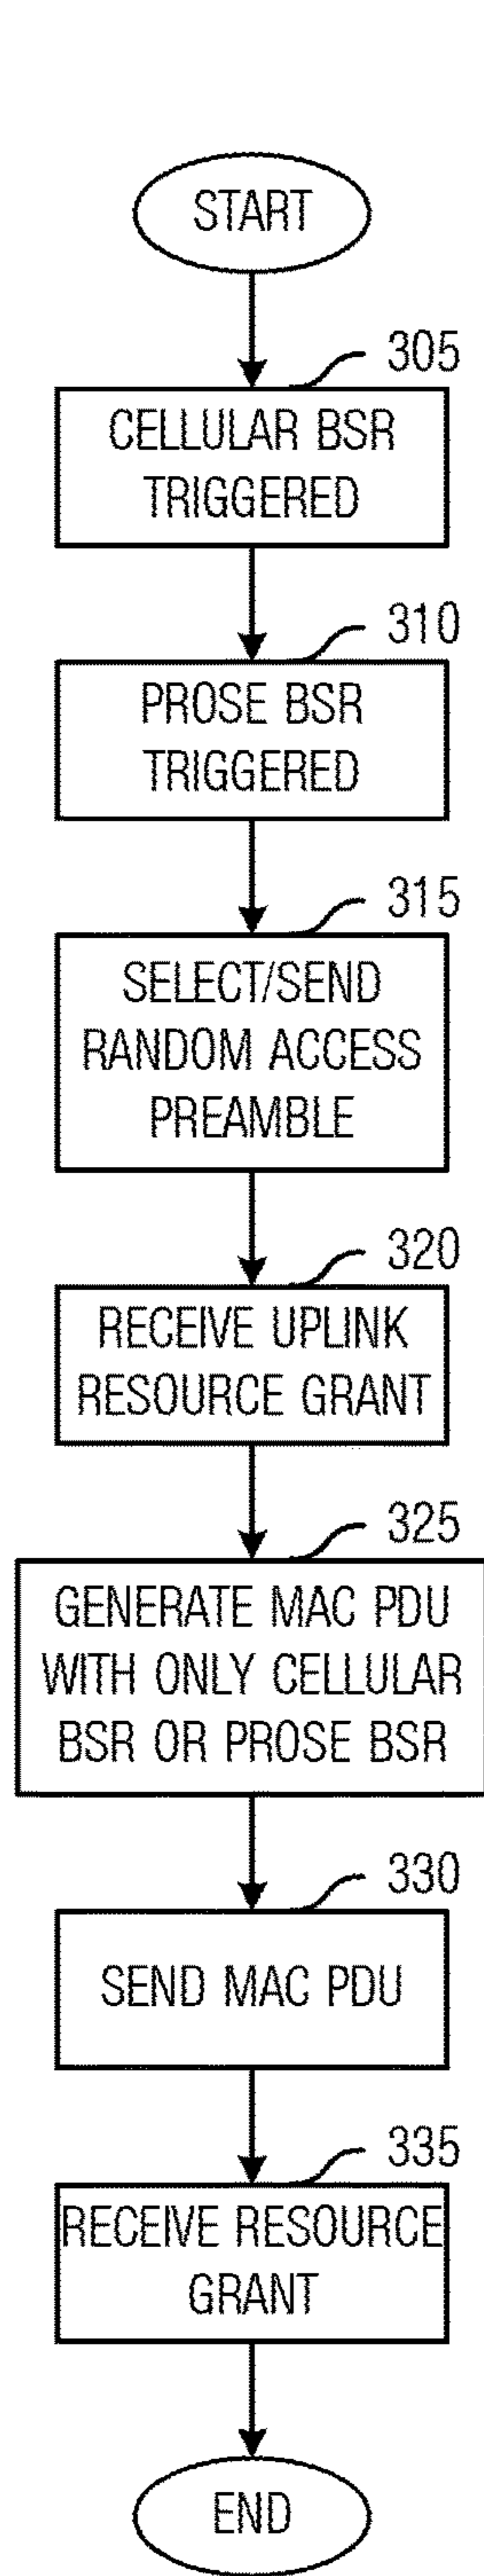 START
305
CELLULAR BSR
TRIGGERED
310
PROSE BSR
TRIGGERED
315
SELECT/SEND
RANDOM ACCESS
PREAMBLE
320
RECEIVE UPLINK
RESOURCE GRANT
325
GENERATE MAC PDU
WITH ONLY CELLULAR
BSR OR PROSE BSR
330
SEND MAC PDU
335
RECEIVE RESOURCE
GRANT
END